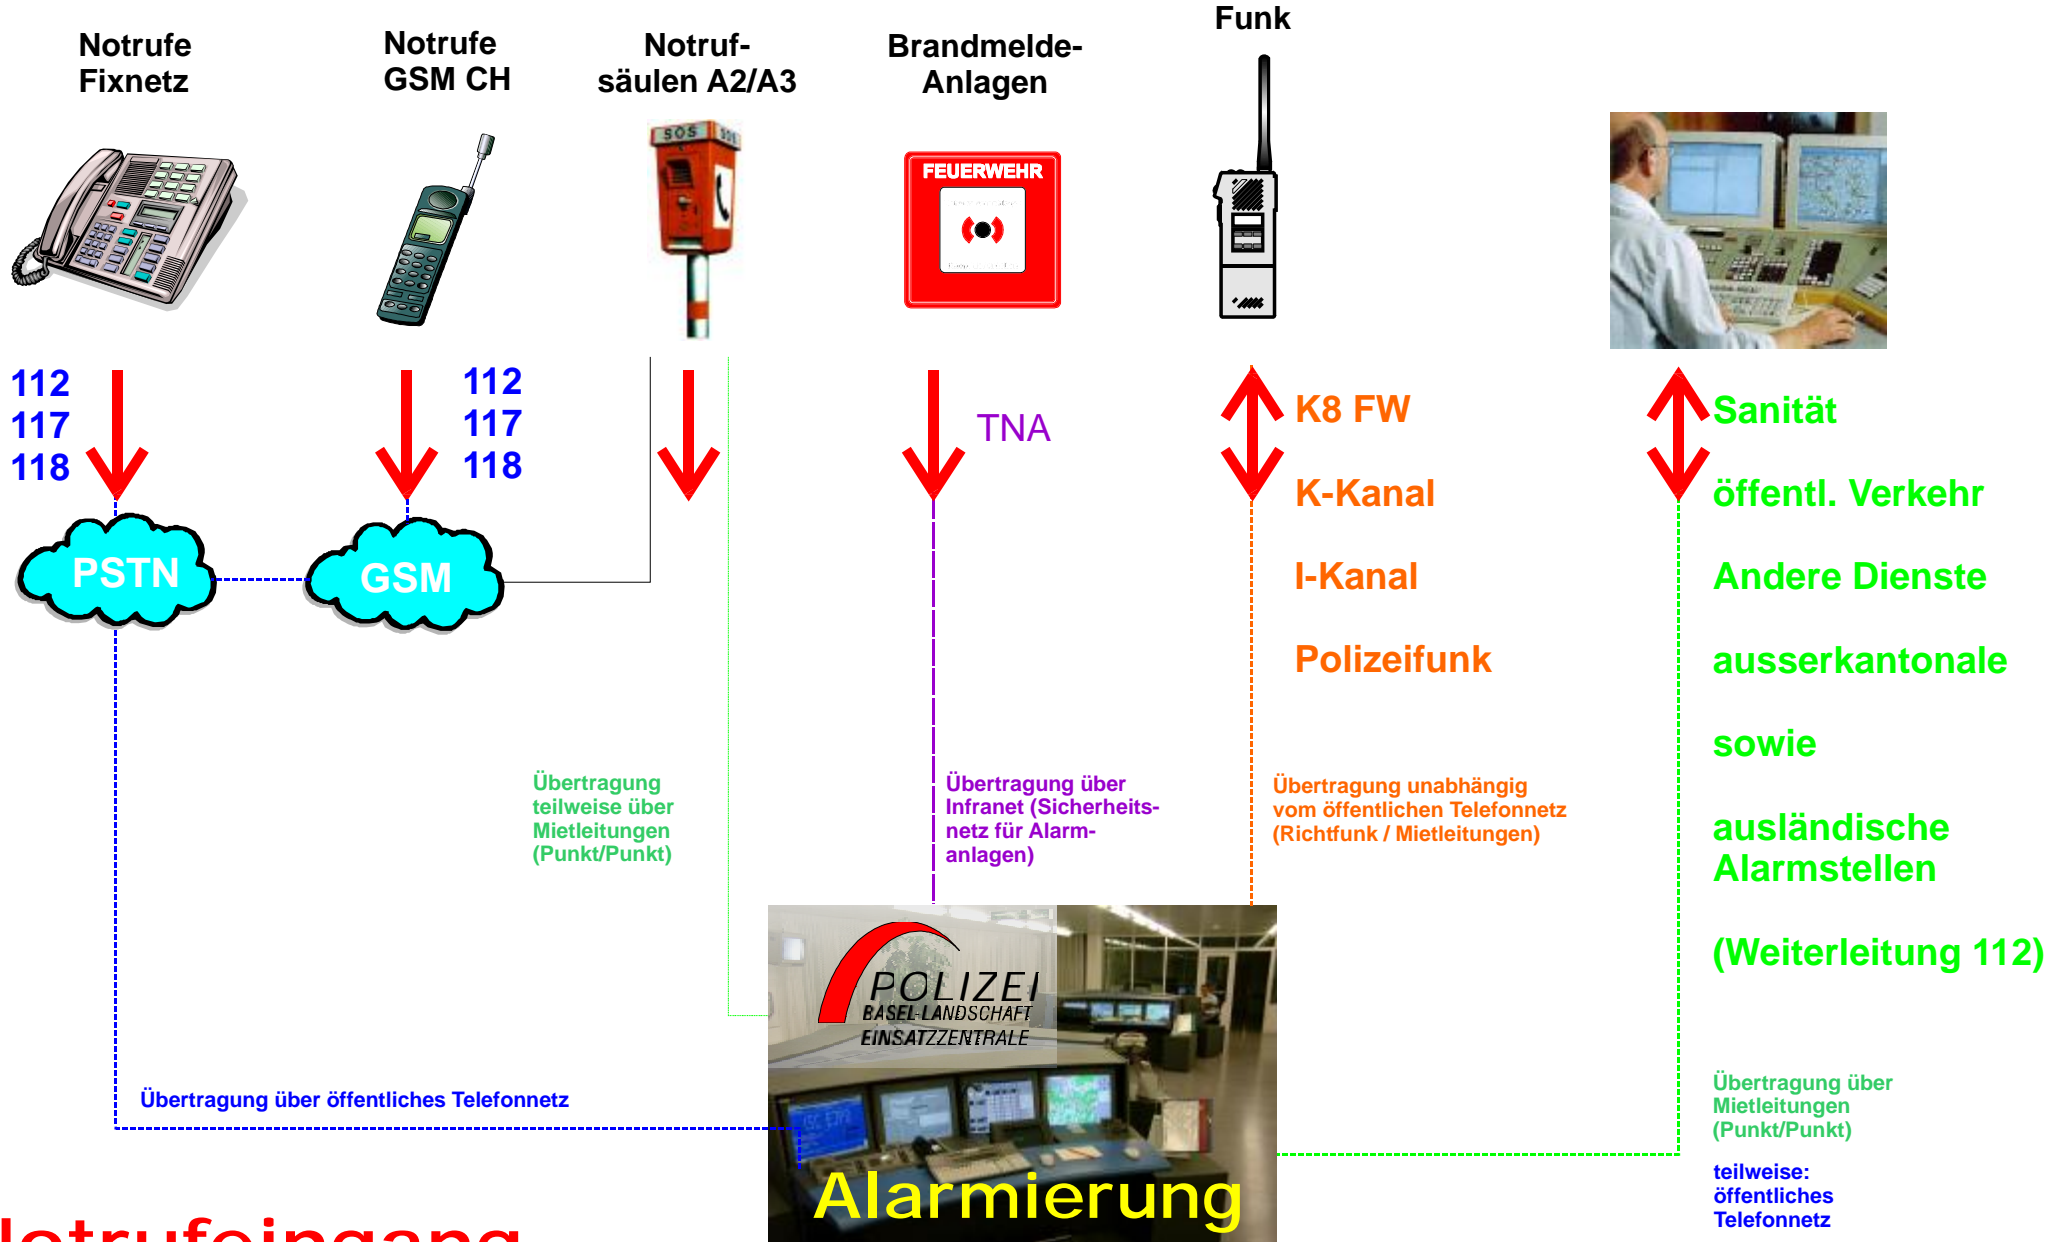 Notrufe
Fixnetz
Notrufe
GSM CH
Notruf-
säulen A2/A3
Brandmelde-
Anlagen
Funk
SOS
FEUERWEHR
112
117
118
112
117
118
TNA
K8 FW
K-Kanal
I-Kanal
Polizeifunk
Sanität
öffentl. Verkehr
Andere Dienste
ausserkantonale
sowie
ausländische
Alarmstellen
(Weiterleitung 112)
PSTN
GSM
Übertragung
teilweise über
Mietleitungen
(Punkt/Punkt)
Übertragung über
Infranet (Sicherheits-
netz für Alarm-
anlagen)
Übertragung unabhängig
vom öffentlichen Telefonnetz
(Richtfunk / Mietleitungen)
POLIZEI
BASEL-LANDSCHAFT
EINSATZZENTRALE
Übertragung über öffentliches Telefonnetz
Übertragung über
Mietleitungen
(Punkt/Punkt)
teilweise:
öffentliches
Telefonnetz
Alarmierung
Notrufeingang